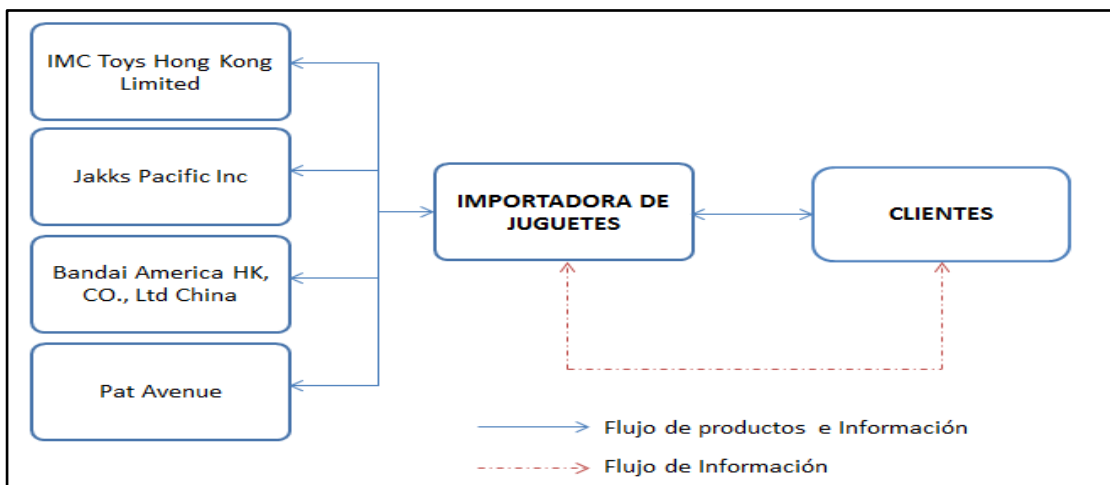 IMC Toys Hong Kong
Limited
Jakks Pacific Inc
Bandai America HK,
CO., Ltd China
Pat Avenue
IMPORTADORA DE
JUGUETES
CLIENTES
Flujo de productos e Información
Flujo de Información